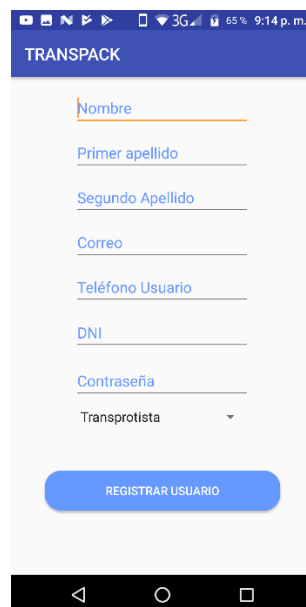 3G 65% 9:14 p. m.
TRANSPACK
Nombre
Primer apellido
Segundo Apellido
Correo
Teléfono Usuario
DNI
Contraseña
Transprotista
REGISTRAR USUARIO